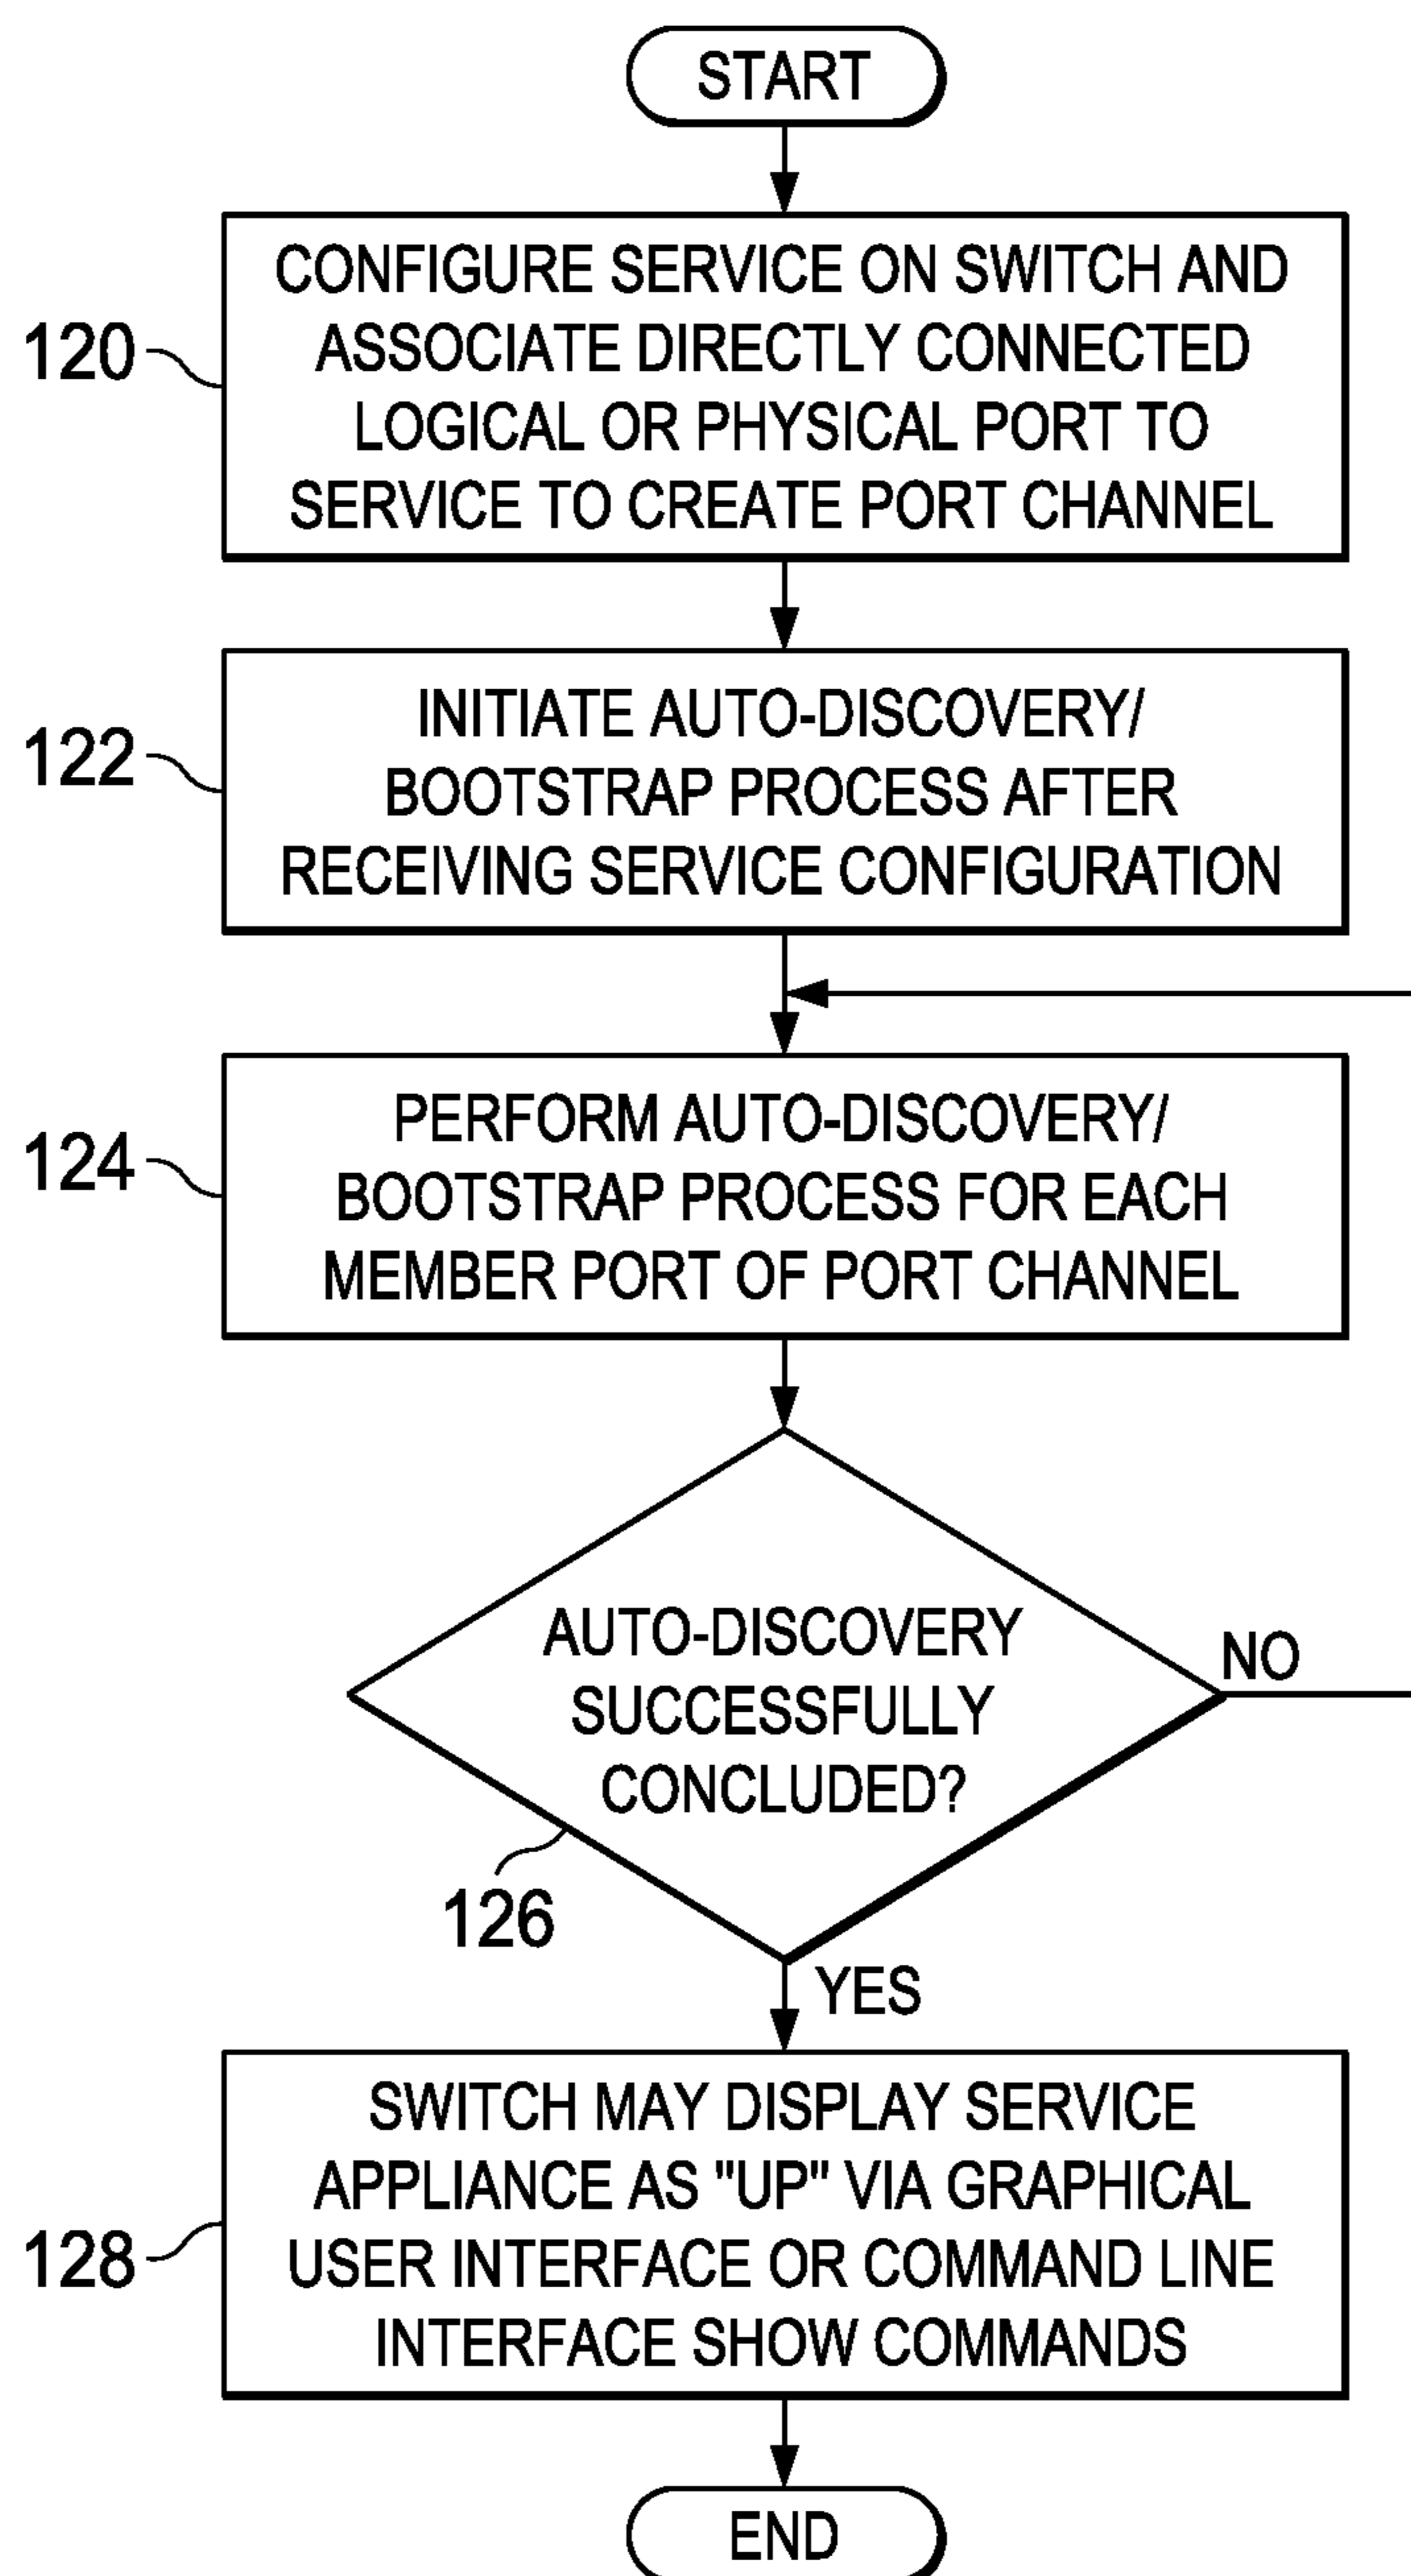 START
CONFIGURE SERVICE ON SWITCH AND
ASSOCIATE DIRECTLY CONNECTED
LOGICAL OR PHYSICAL PORT TO
SERVICE TO CREATE PORT CHANNEL
120
INITIATE AUTO-DISCOVERY/
BOOTSTRAP PROCESS AFTER
RECEIVING SERVICE CONFIGURATION
122
PERFORM AUTO-DISCOVERY/
BOOTSTRAP PROCESS FOR EACH
MEMBER PORT OF PORT CHANNEL
124
AUTO-DISCOVERY
SUCCESSFULLY
CONCLUDED?
NO
126
YES
SWITCH MAY DISPLAY SERVICE
APPLIANCE AS "UP" VIA GRAPHICAL
USER INTERFACE OR COMMAND LINE
INTERFACE SHOW COMMANDS
128
END